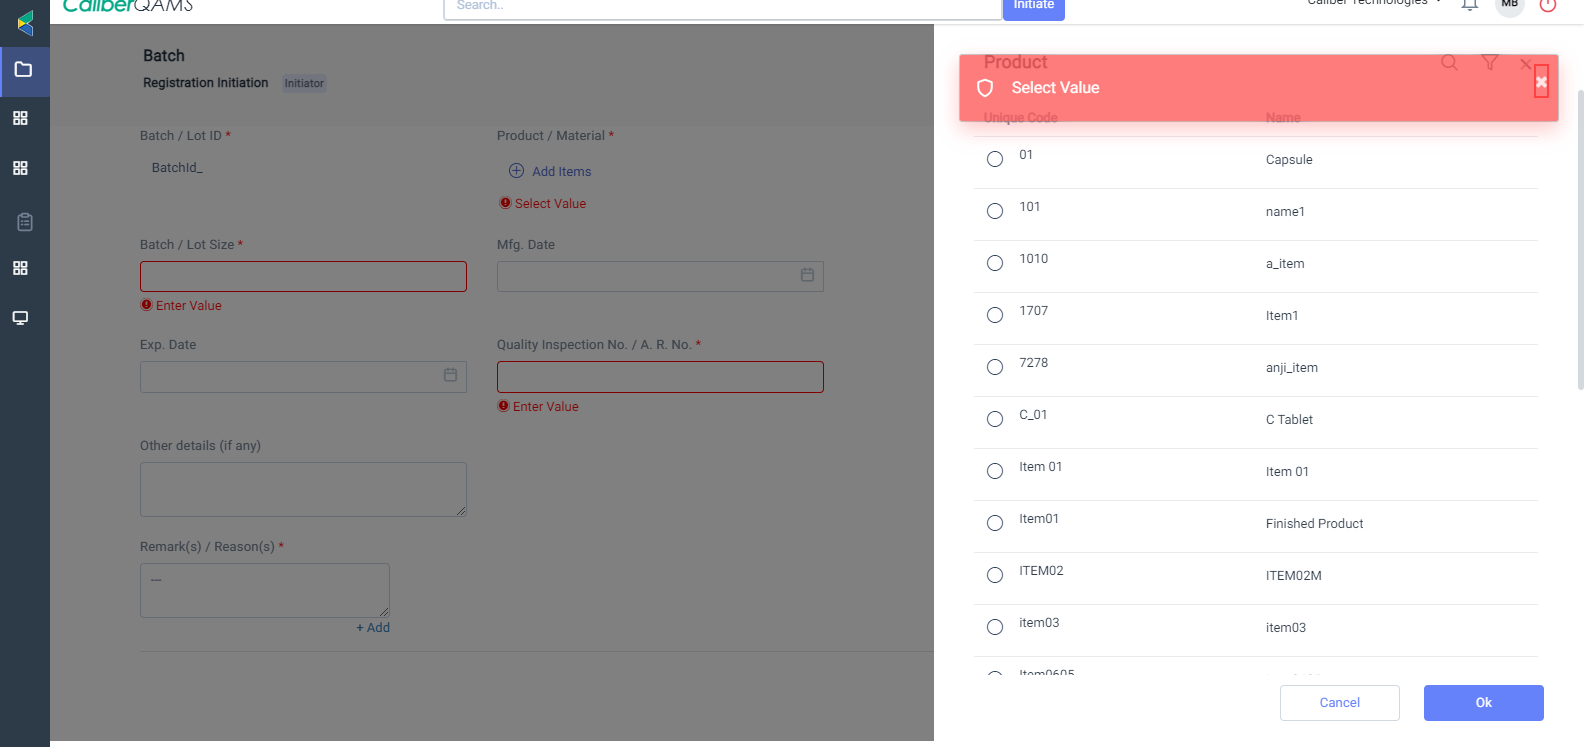 CaliberQAMS
Search..
Initiate
Caliber Technologies
MB
Batch
Registration Initiation Initiator
Batch / Lot ID *
BatchId_
Product / Material *
Add Items
Select Value
Batch / Lot Size *
Enter Value
Mfg. Date
Exp. Date
Quality Inspection No. / A. R. No. *
Enter Value
Other details (if any)
Remark(s) / Reason(s) *
---
+ Add
Product
Select Value
Unique Code Name
01 Capsule
101 name1
1010 a_item
1707 Item1
7278 anji_item
C_01 C Tablet
Item 01 Item 01
Item01 Finished Product
ITEM02 ITEM02M
item03 item03
Item0605
Cancel Ok